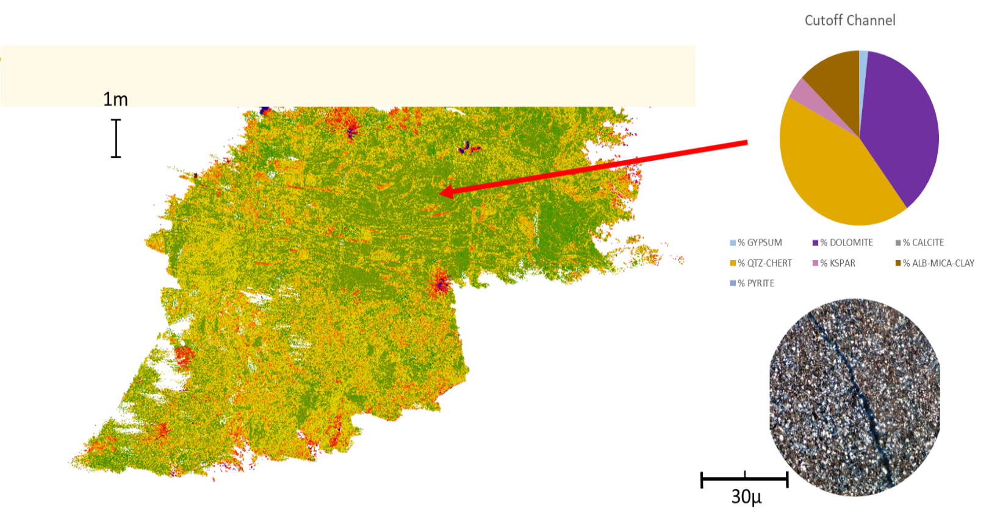 Cutoff Channel
1m
% GYPSUM % DOLOMITE % CALCITE
% QTZ-CHERT % KSPAR % ALB-MICA-CLAY
% PYRITE
30μ